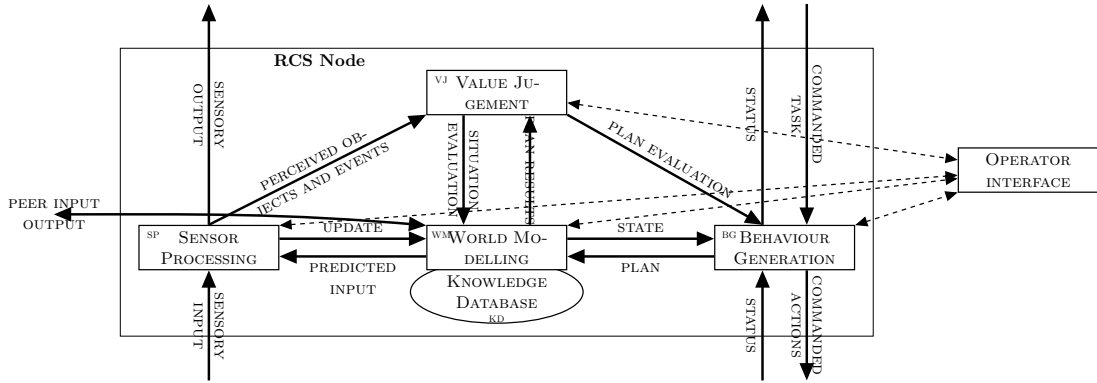 RCS Node
SENSORY
OUTPUT
VJ VALUE JU-
GEMENT
STATUS
COMMANDED
TASK
PERCEIVED OB-
JECTS AND EVENTS
SITUATION
EVALUATION
PLAN RESULTS
PLAN EVALUATION
OPERATOR
INTERFACE
PEER INPUT
OUTPUT
SP SENSOR
PROCESSING
UPDATE
WM WORLD MO-
DELLING
STATE
BG BEHAVIOUR
GENERATION
PREDICTED
INPUT
PLAN
KNOWLEDGE
DATABASE
KD
SENSORY
INPUT
STATUS
COMMANDED
ACTIONS